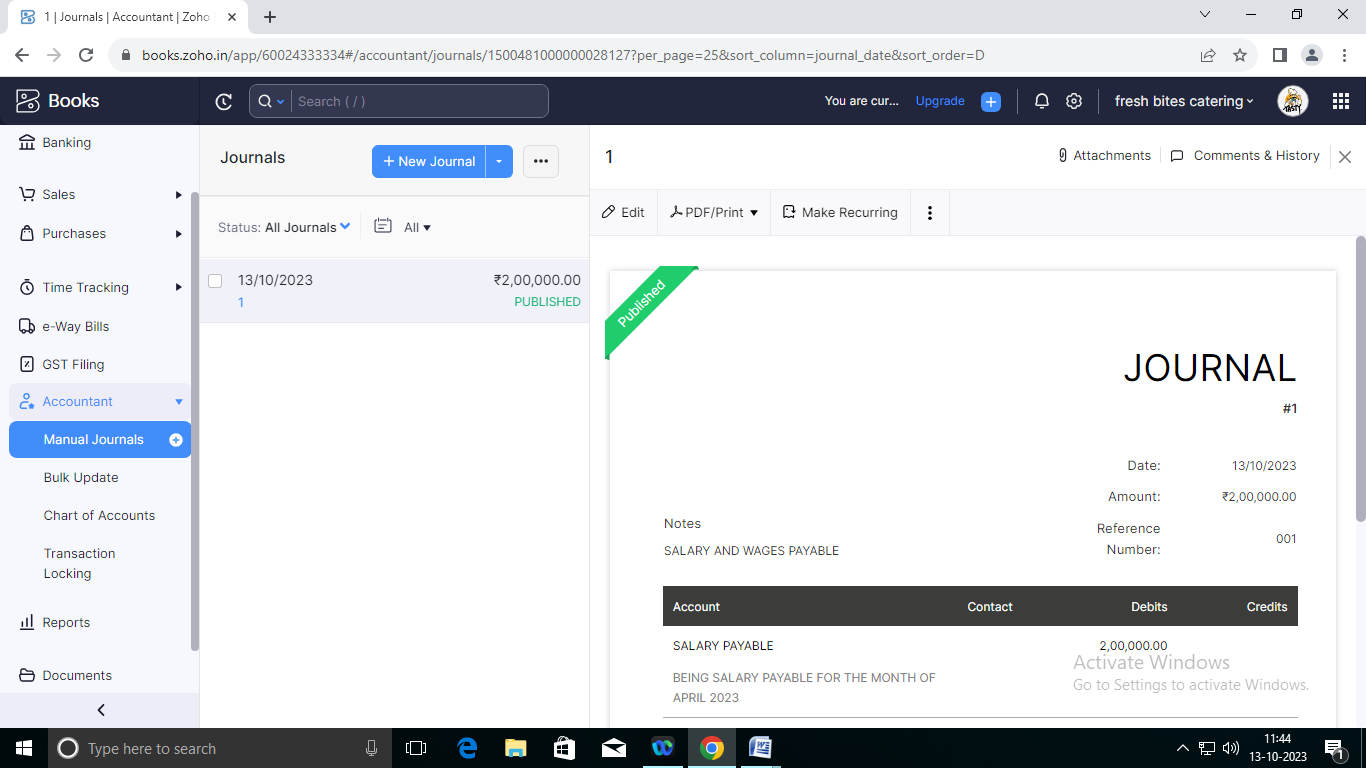 1 | Journals | Accountant | Zoho
books.zoho.in/app/60024333334#/accountant/journals/1500481000000028127?per_page=25&sort_column=journal_date&sort_order=D
Books
Search ( / )
You are cur...
Upgrade
fresh bites catering
Banking
Sales
Purchases
Time Tracking
e-Way Bills
GST Filing
Accountant
Manual Journals
Bulk Update
Chart of Accounts
Transaction
Locking
Reports
Documents
Journals
+ New Journal
Status: All Journals
All
13/10/2023 ₹2,00,000.00
1 PUBLISHED
1
Attachments
Comments & History
Edit
PDF/Print
Make Recurring
Published
JOURNAL
#1
Date: 13/10/2023
Amount: ₹2,00,000.00
Reference
Number: 001
Notes
SALARY AND WAGES PAYABLE
Account Contact Debits Credits
SALARY PAYABLE 2,00,000.00
BEING SALARY PAYABLE FOR THE MONTH OF
APRIL 2023
Activate Windows
Go to Settings to activate Windows.
Type here to search
11:44
13-10-2023
1